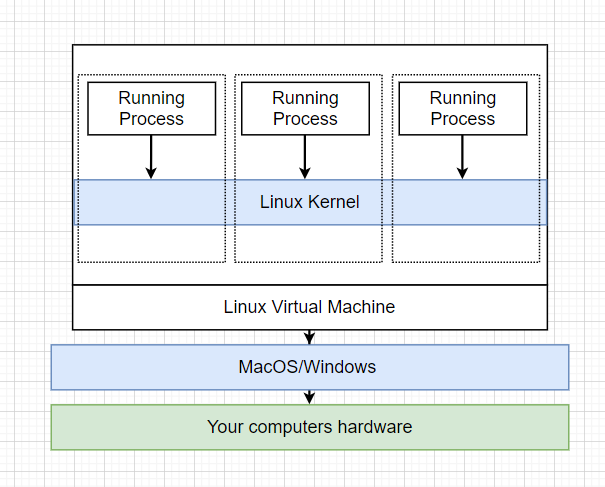 Running
Process
Running
Process
Running
Process
Linux Kernel
Linux Virtual Machine
MacOS/Windows
Your computers hardware